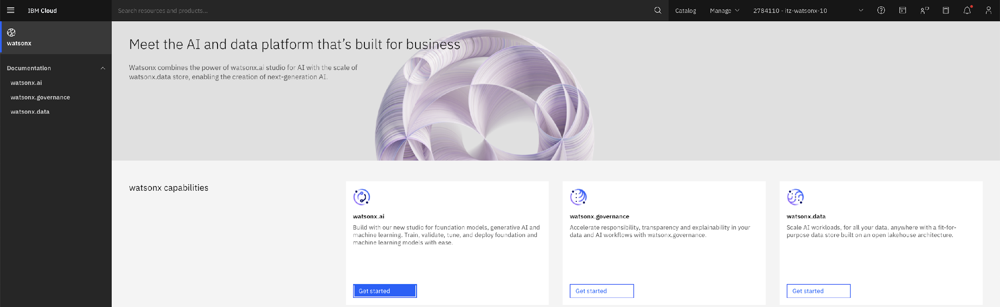 IBM Cloud
Search resources and products...
Catalog
Manage
2784110 - itz-watsonx-10
watsonx
Documentation
watsonx.ai
watsonx.governance
watsonx.data
Meet the AI and data platform that’s built for business
Watsonx combines the power of watsonx.ai studio for AI with the scale of
watsonx.data store, enabling the creation of next-generation AI.
watsonx capabilities
watsonx.ai
Build with our new studio for foundation models, generative AI and
machine learning. Train, validate, tune, and deploy foundation and
machine learning models with ease.
Get started
watsonx.governance
Accelerate responsibility, transparency and explainability in your
data and AI workflows with watsonx.governance.
Get started
watsonx.data
Scale AI workloads, for all your data, anywhere with a fit-for-
purpose data store built on an open lakehouse architecture.
Get started